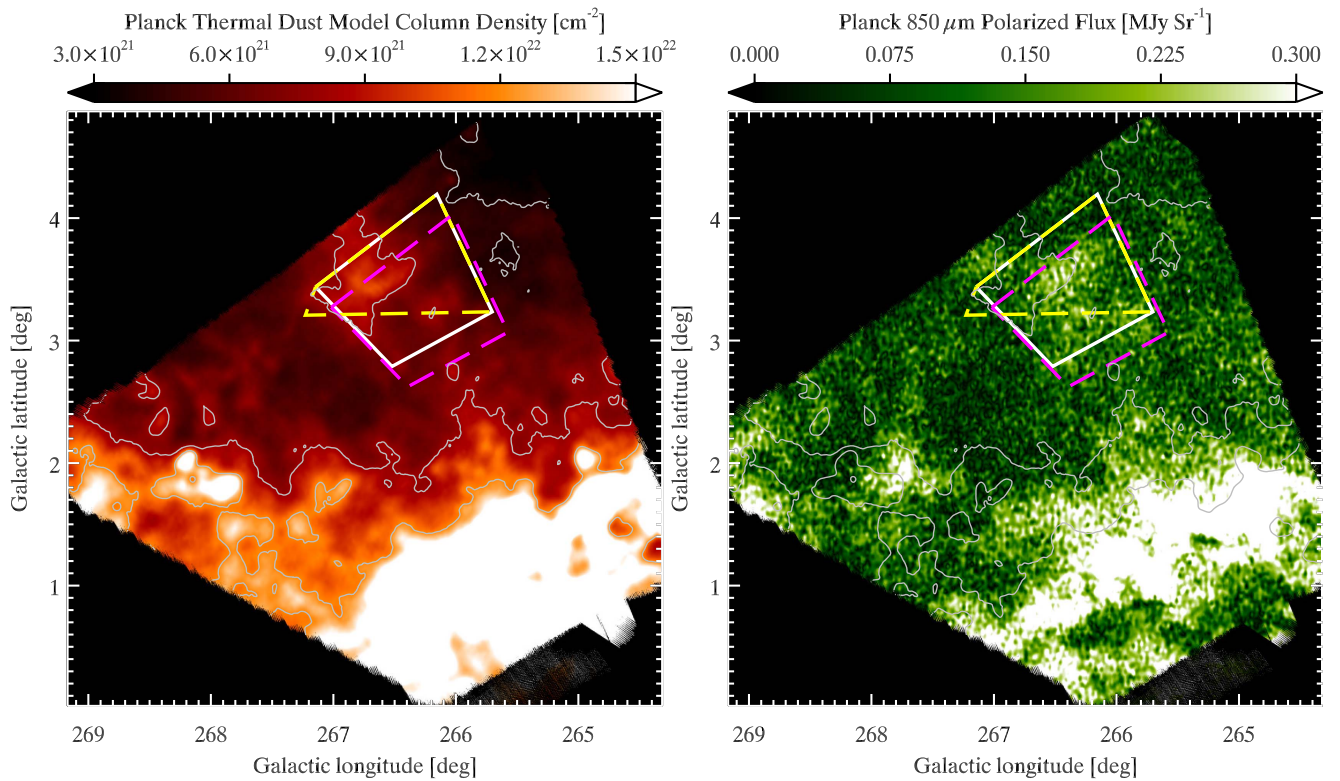 Planck Thermal Dust Model Column Density [cm⁻²]
3.0×10²¹ 6.0×10²¹ 9.0×10²¹ 1.2×10²² 1.5×10²²
Galactic latitude [deg]
4
3
2
1
269 268 267 266 265
Galactic longitude [deg]
Planck 850 μm Polarized Flux [MJy Sr⁻¹]
0.000 0.075 0.150 0.225 0.300
Galactic latitude [deg]
4
3
2
1
269 268 267 266 265
Galactic longitude [deg]